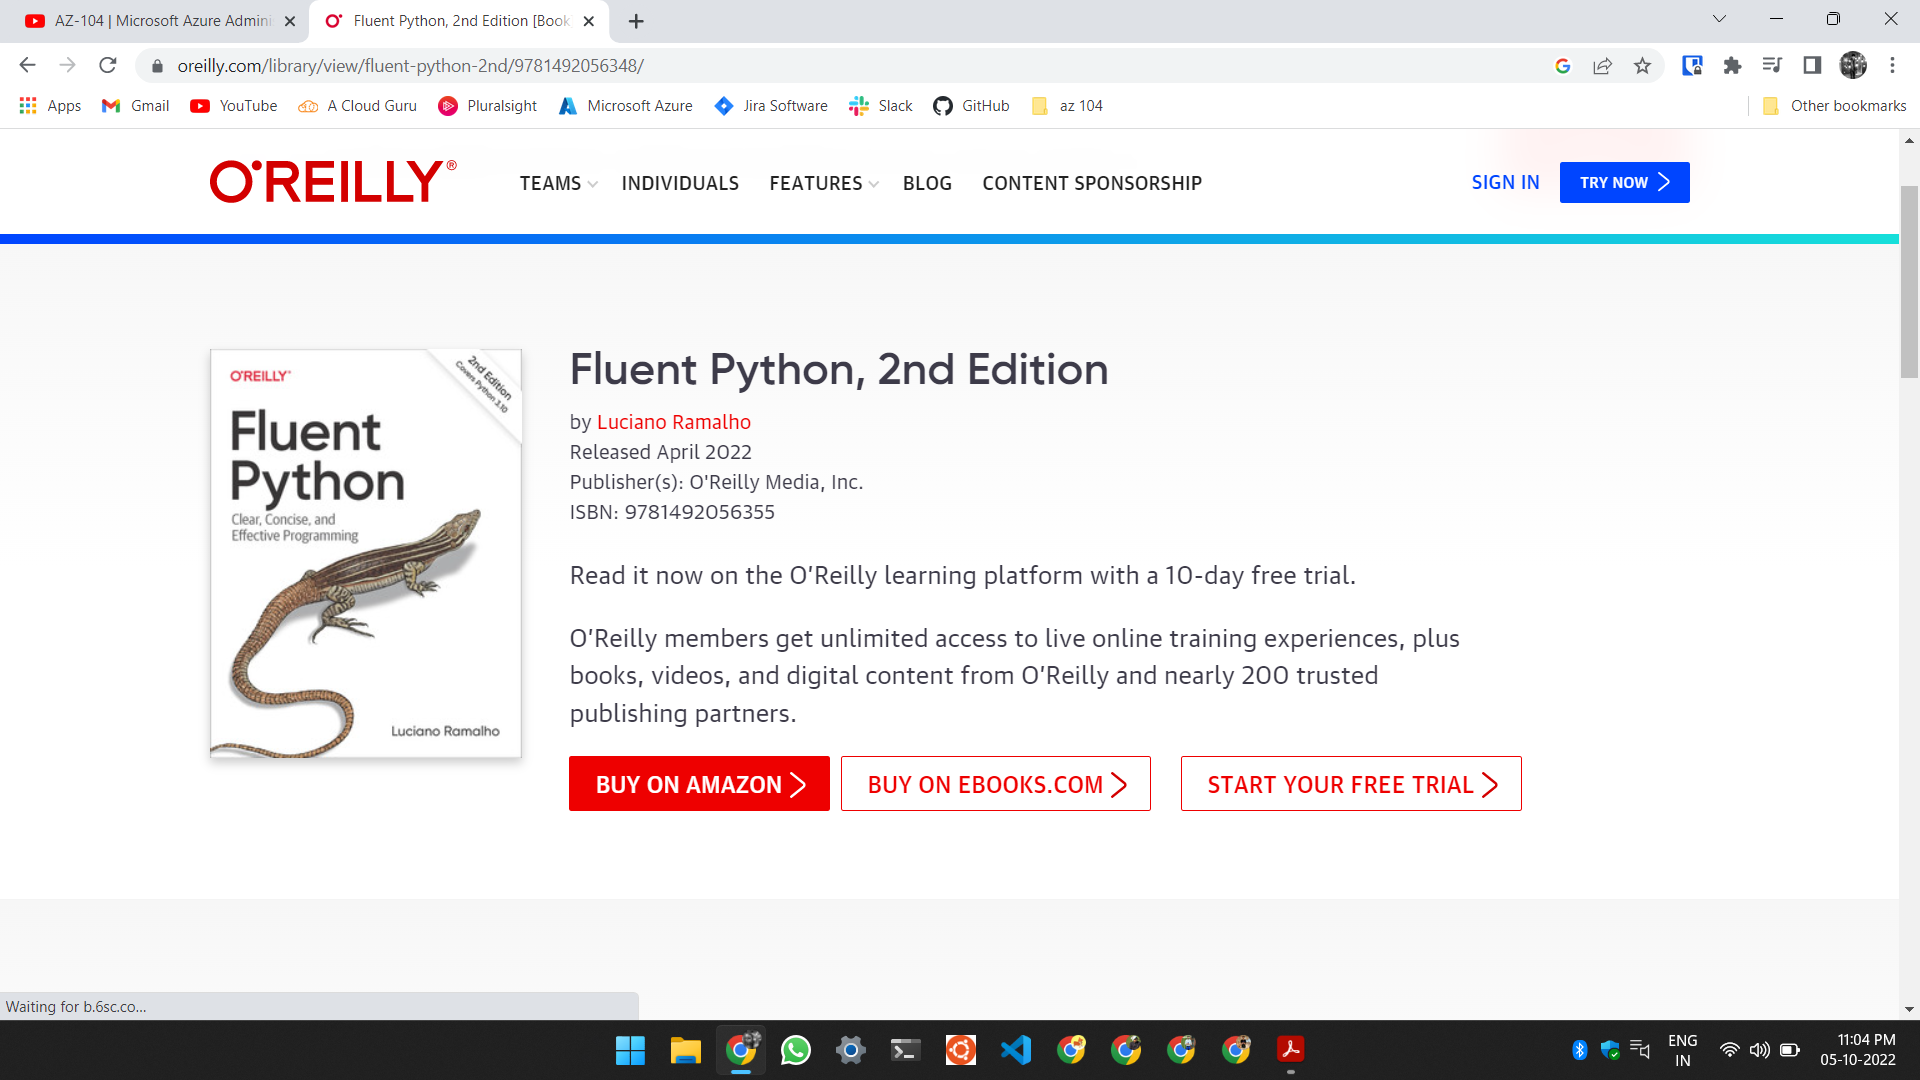 AZ-104 | Microsoft Azure Admini
Fluent Python, 2nd Edition [Book
oreilly.com/library/view/fluent-python-2nd/9781492056348/
Apps
Gmail
YouTube
A Cloud Guru
Pluralsight
Microsoft Azure
Jira Software
Slack
GitHub
az 104
Other bookmarks
O'REILLY®
TEAMS
INDIVIDUALS
FEATURES
BLOG
CONTENT SPONSORSHIP
SIGN IN
TRY NOW
O'REILLY®
2nd Edition
Covers Python 3.10
Fluent
Python
Clear, Concise, and
Effective Programming
Luciano Ramalho
Fluent Python, 2nd Edition
by Luciano Ramalho
Released April 2022
Publisher(s): O'Reilly Media, Inc.
ISBN: 9781492056355
Read it now on the O’Reilly learning platform with a 10-day free trial.
O’Reilly members get unlimited access to live online training experiences, plus
books, videos, and digital content from O’Reilly and nearly 200 trusted
publishing partners.
BUY ON AMAZON
BUY ON EBOOKS.COM
START YOUR FREE TRIAL
Waiting for b.6sc.co...
ENG
IN
11:04 PM
05-10-2022